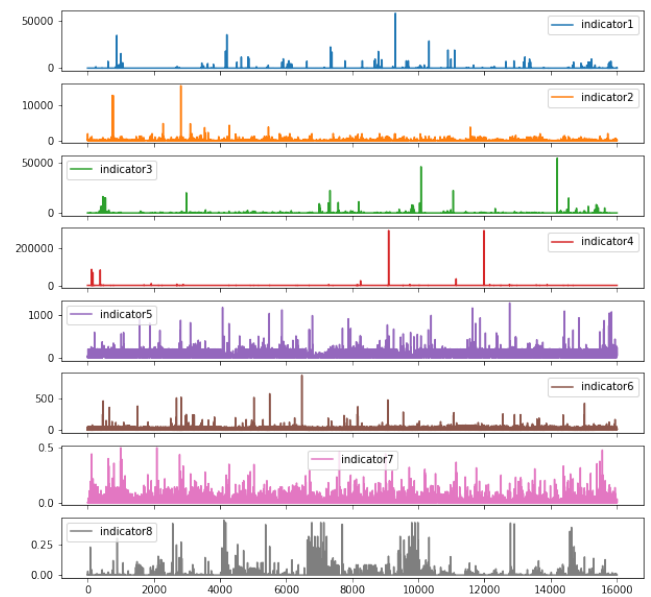 50000
0
indicator1
10000
0
indicator2
50000
0
indicator3
200000
0
indicator4
1000
0
indicator5
500
0
indicator6
0.5
0.0
indicator7
0.25
0.00
indicator8
0 2000 4000 6000 8000 10000 12000 14000 16000